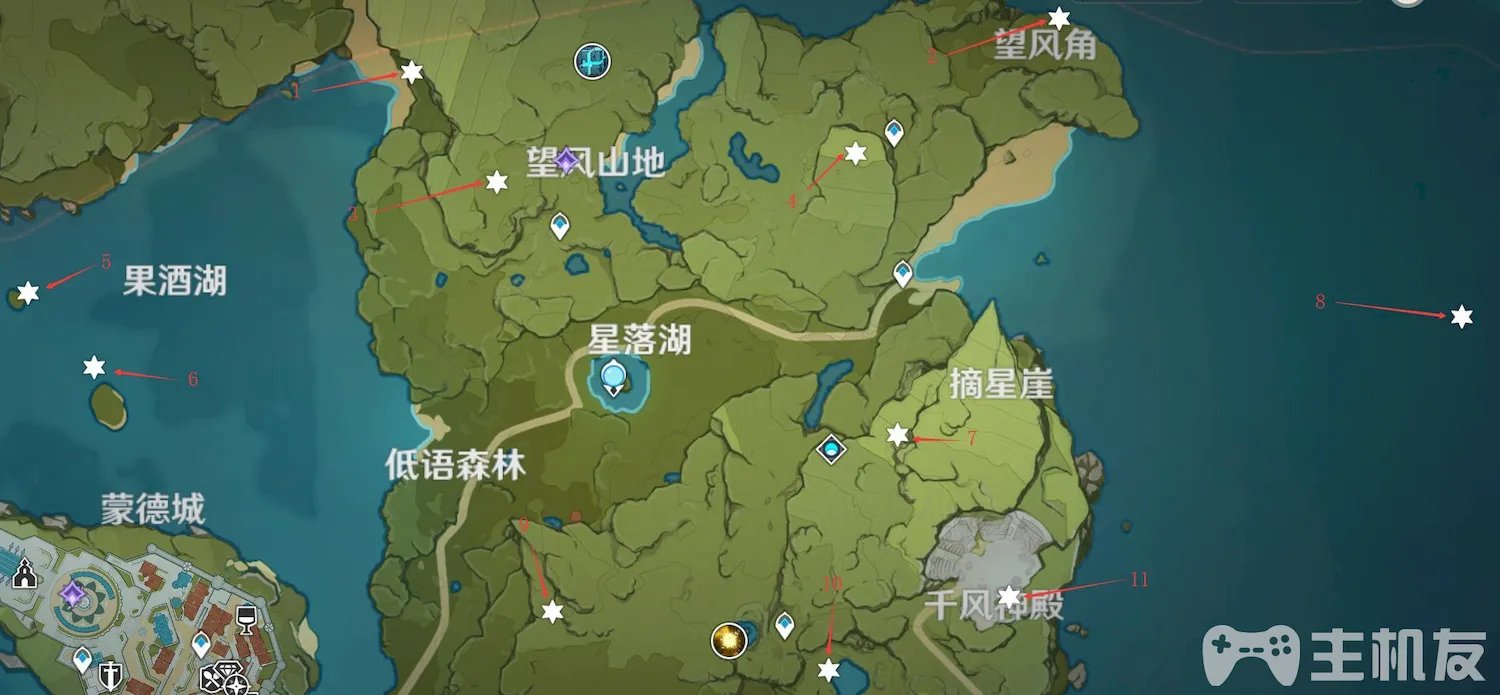 2
望风角
1
望风山地
4
3
5
果酒湖
8
星落湖
6
摘星崖
7
低语森林
蒙德城
9
10
11
千风神殿
主机友